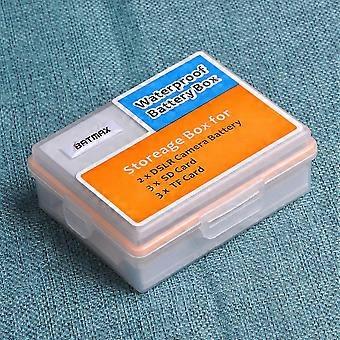 BATMAX
Waterproof
Battery Box
Storeage Box for
2 x DSLR Camera Battery
3 x SD Card
3 x TF Card